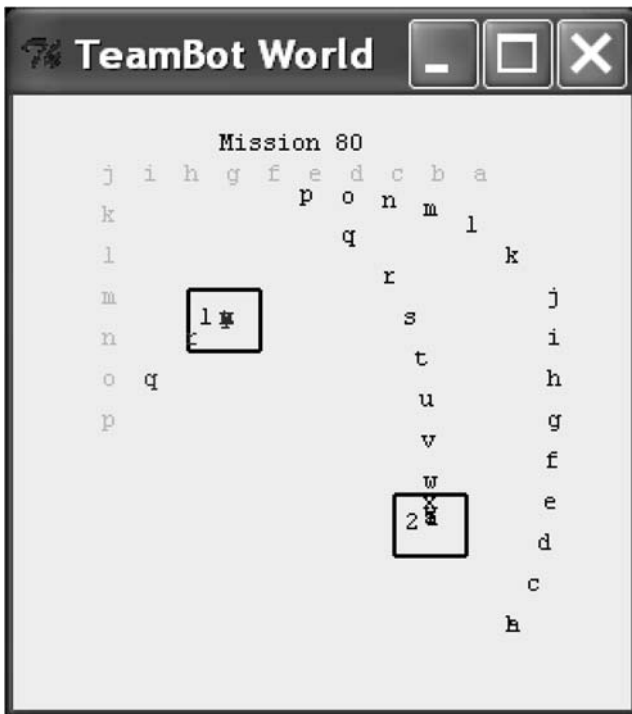 TeamBot World
Mission 80
j i h g f e d c b a
p o n m
k l
q
l k
r
m j
1 s
n r i
t
o q h
u
p g
v
f
w
x e
2
d
c